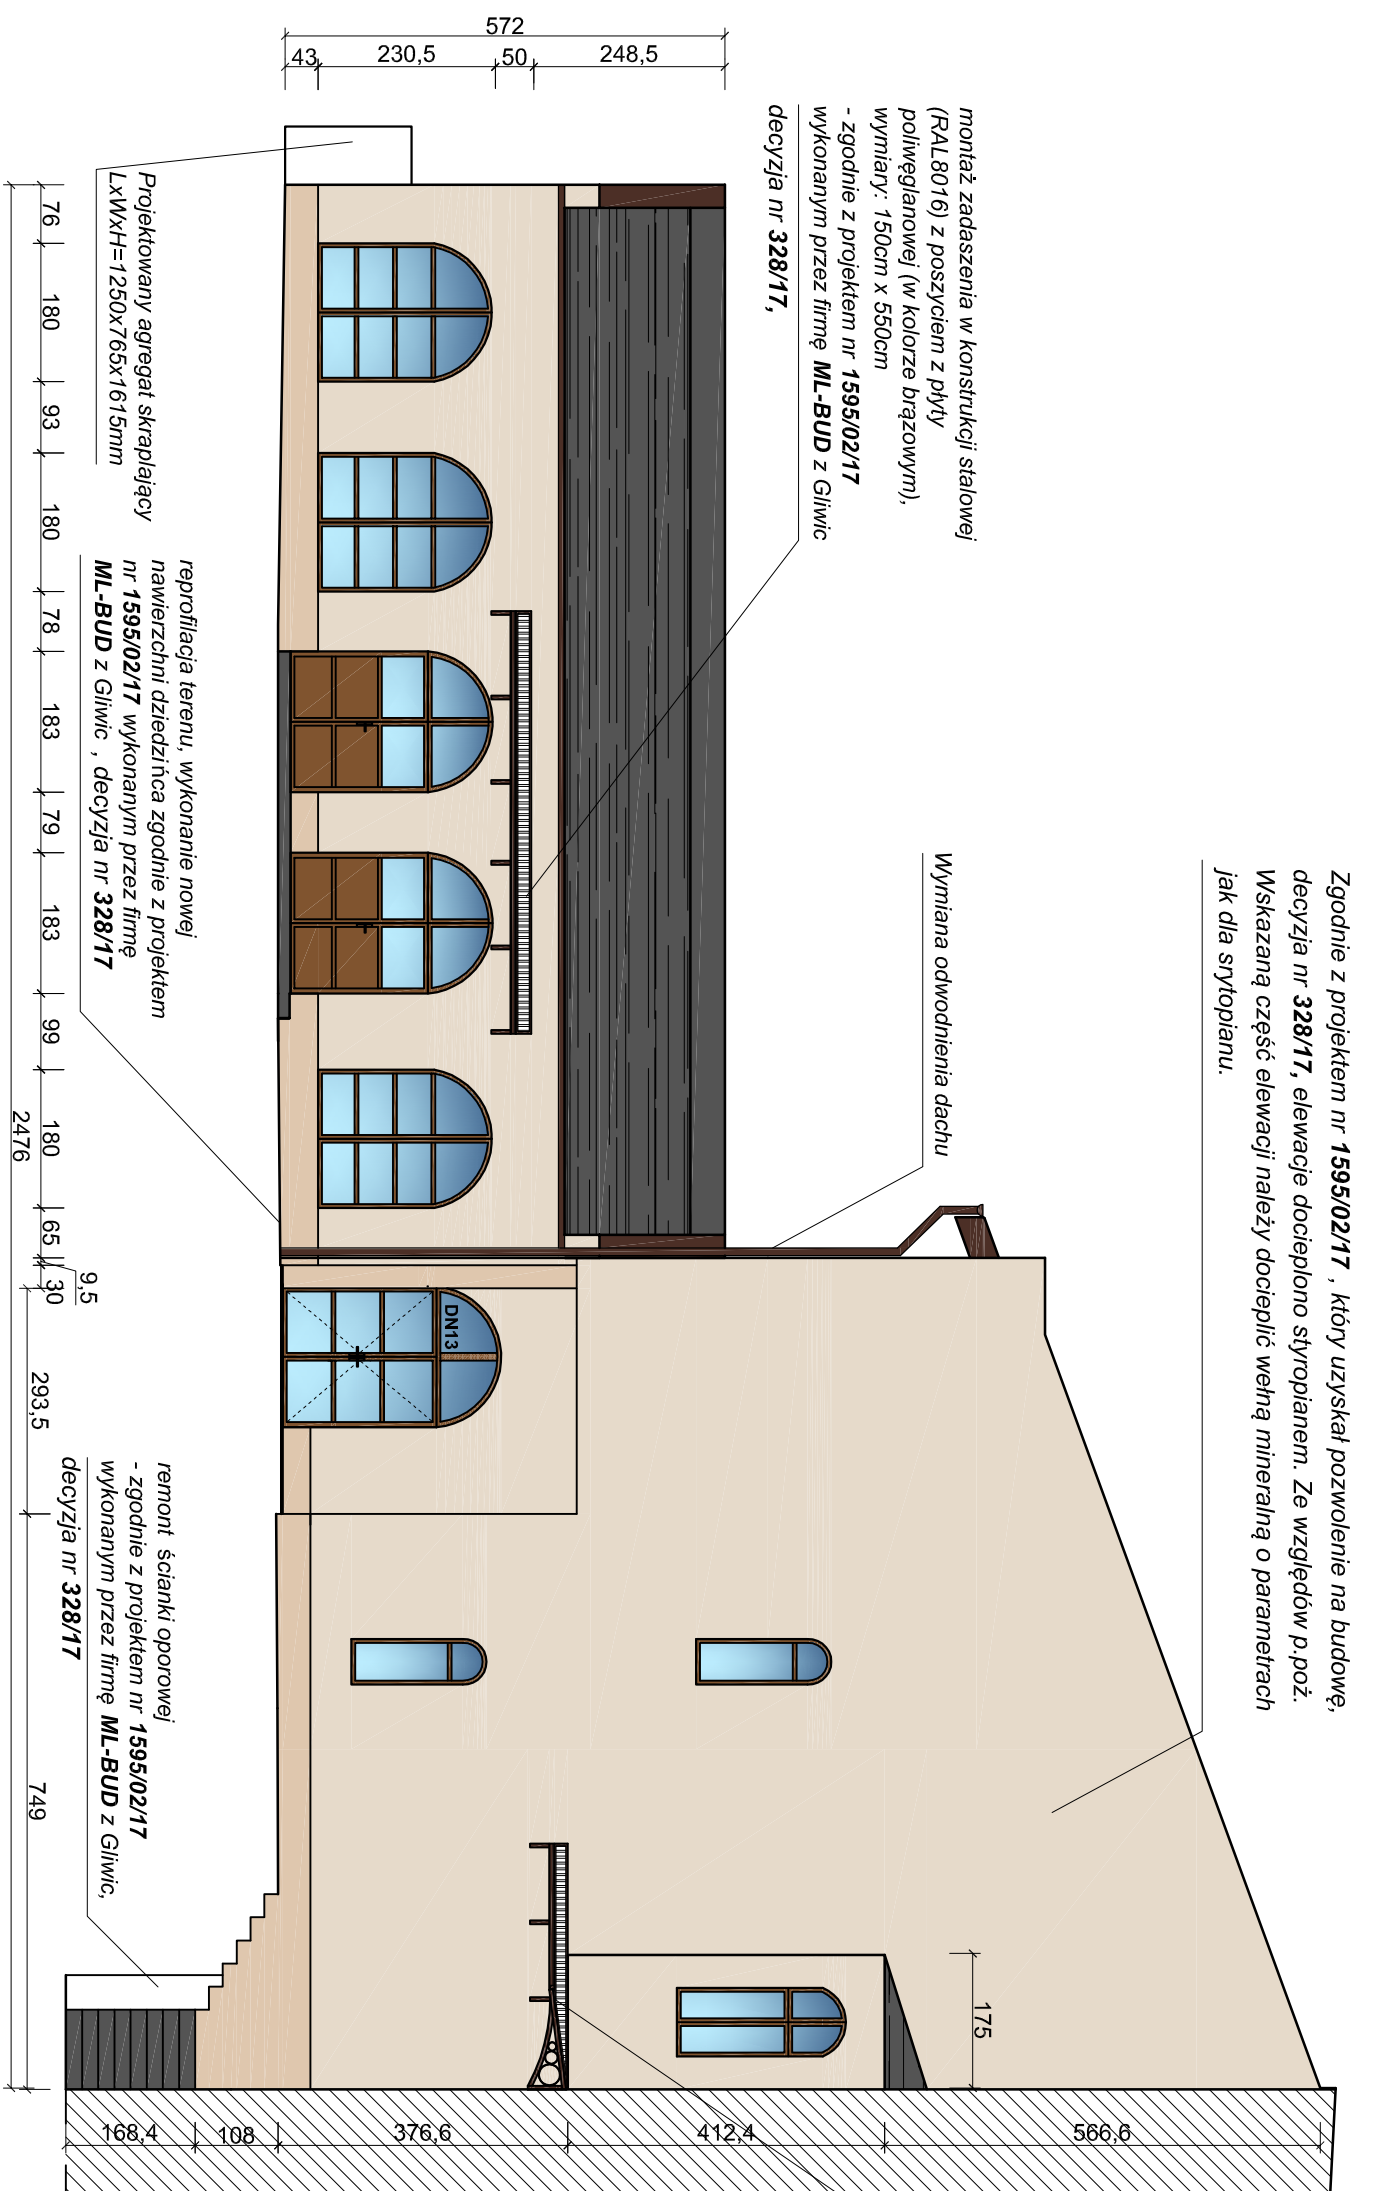 Zgodnie z projektem nr 1595/02/17 , który uzyskał pozwolenie na budowę,
decyzja nr 328/17, elewacje docieplono styropianem. Ze względów p.poż.
Wskazaną część elewacji należy docieplić wełną mineralną o parametrach
jak dla srytopianu.
montaż zadaszenia w konstrukcji stalowej
(RAL8016) z poszyciem z płyty
poliwęglanowej (w kolorze brązowym),
wymiary: 150cm x 550cm
- zgodnie z projektem nr 1595/02/17
wykonanym przez firmę ML-BUD z Gliwic
decyzja nr 328/17,
Wymiana odwodnienia dachu
572
43
230,5
50
248,5
175
DN13
566,6
412,4
376,6
108
168,4
Projektowany agregat skraplający
LxWxH=1250x765x1615mm
reprofilacja terenu, wykonanie nowej
nawierzchni dziedzińca zgodnie z projektem
nr 1595/02/17 wykonanym przez firmę
ML-BUD z Gliwic , decyzja nr 328/17
remont ścianki oporowej
- zgodnie z projektem nr 1595/02/17
wykonanym przez firmę ML-BUD z Gliwic,
decyzja nr 328/17
76
180
93
180
78
183
79
183
99
180
65
9,5
30
293,5
749
2476